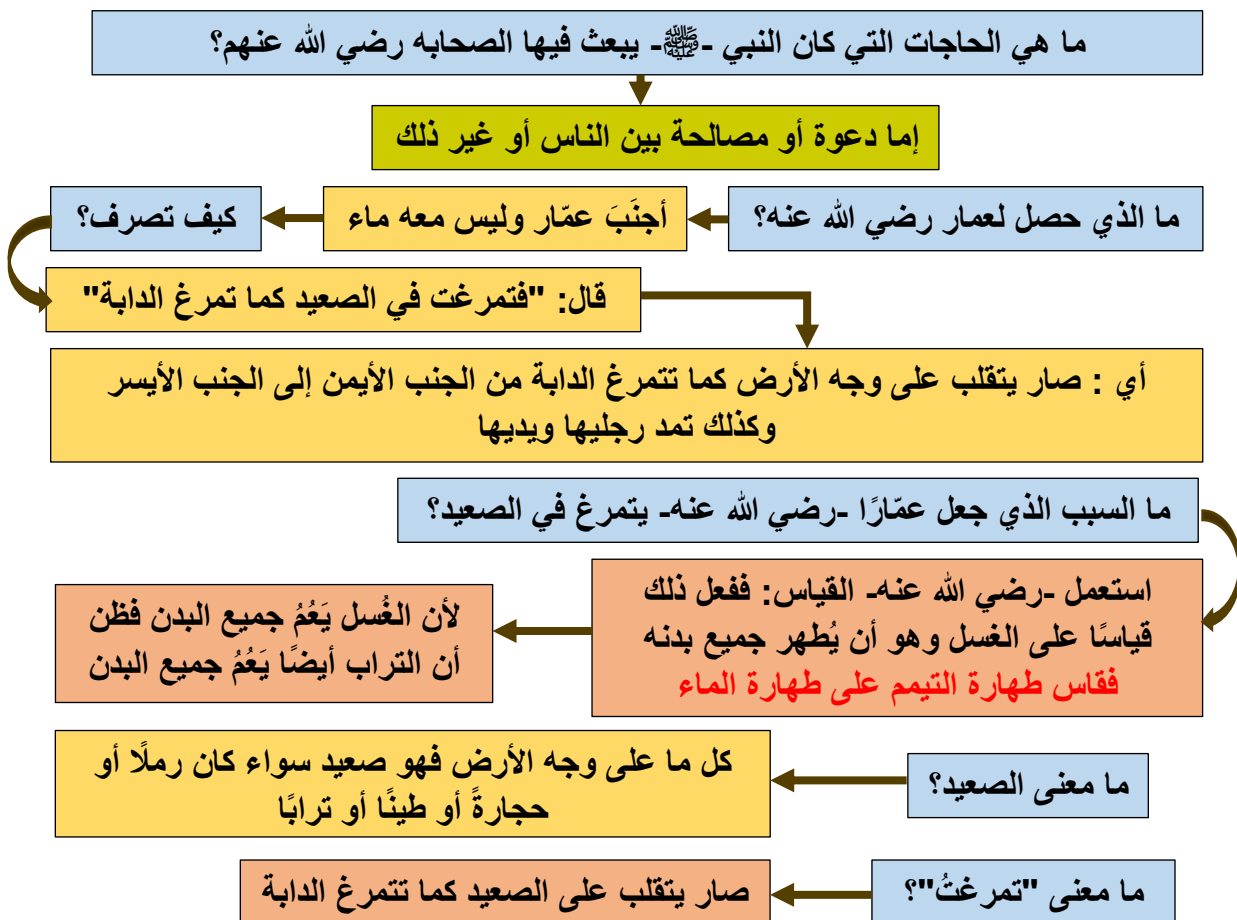 ما هي الحاجات التي كان النبي -ﷺ- يبعث فيها الصحابه رضي الله عنهم؟
إما دعوة أو مصالحة بين الناس أو غير ذلك
ما الذي حصل لعمار رضي الله عنه؟
أجنَبَ عمّار وليس معه ماء
كيف تصرف؟
قال: "فتمرغت في الصعيد كما تمرغ الدابة"
أي : صار يتقلب على وجه الأرض كما تتمرغ الدابة من الجنب الأيمن إلى الجنب الأيسر
وكذلك تمد رجليها ويديها
ما السبب الذي جعل عمّارًا -رضي الله عنه- يتمرغ في الصعيد؟
استعمل -رضي الله عنه- القياس: ففعل ذلك
قياسًا على الغسل وهو أن يُطهر جميع بدنه
فقاس طهارة التيمم على طهارة الماء
لأن الغُسل يَعُمُ جميع البدن فظن
أن التراب أيضًا يَعُمُ جميع البدن
ما معنى الصعيد؟
كل ما على وجه الأرض فهو صعيد سواء كان رملًا أو
حجارةً أو طينًا أو ترابًا
ما معنى "تمرغتُ"؟
صار يتقلب على الصعيد كما تتمرغ الدابة